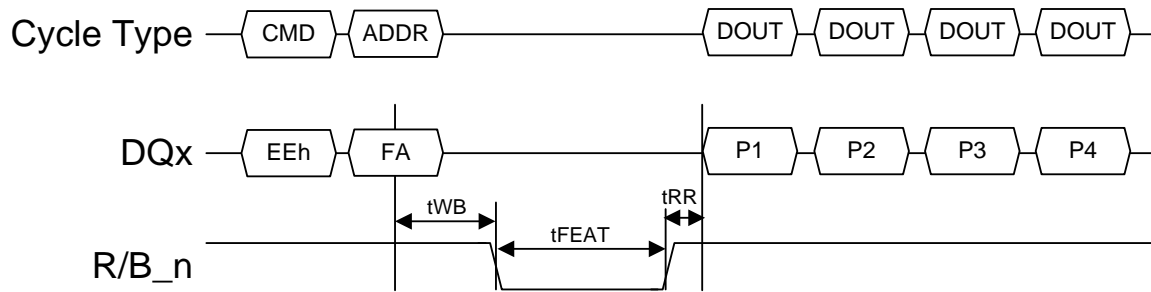 Cycle Type CMD ADDR DOUT DOUT DOUT DOUT
DQx EEh FA P1 P2 P3 P4
tWB tFEAT tRR
R/B_n